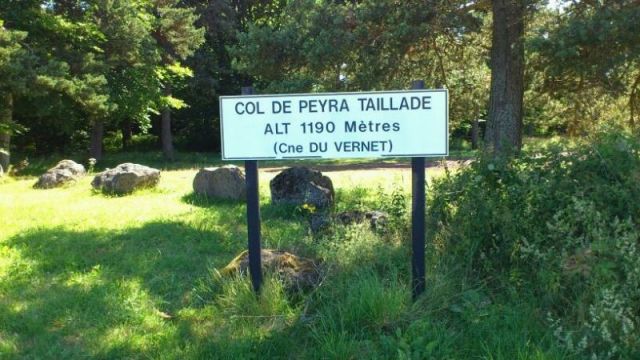 COL DE PEYRA TAILLADE
ALT 1190 Mètres
(Cne DU VERNET)